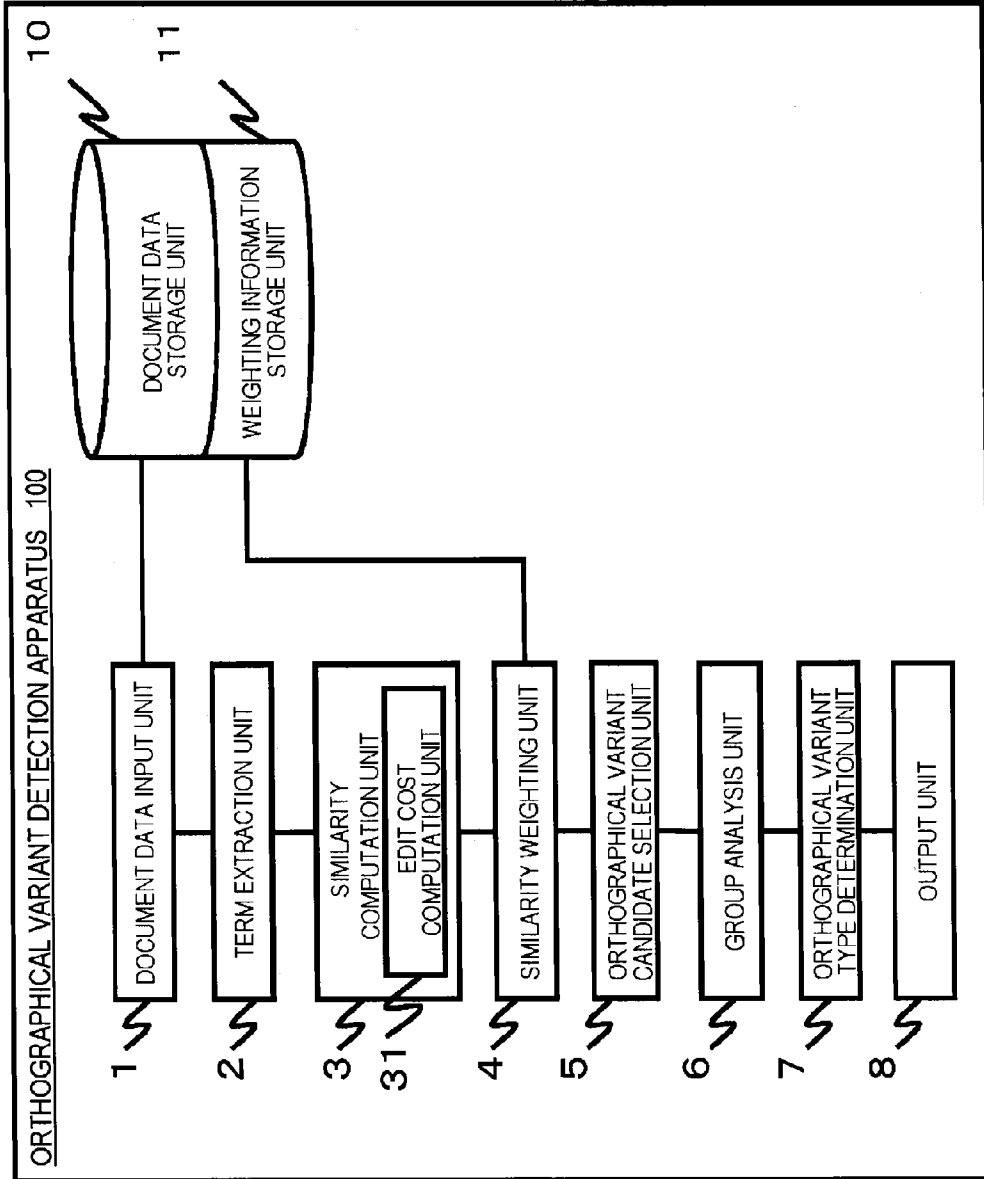 ORTHOGRAPHICAL VARIANT DETECTION APPARATUS 100
1
DOCUMENT DATA INPUT UNIT
2
TERM EXTRACTION UNIT
3
SIMILARITY
COMPUTATION UNIT
31
EDIT COST
COMPUTATION UNIT
4
SIMILARITY WEIGHTING UNIT
5
ORTHOGRAPHICAL VARIANT
CANDIDATE SELECTION UNIT
6
GROUP ANALYSIS UNIT
7
ORTHOGRAPHICAL VARIANT
TYPE DETERMINATION UNIT
8
OUTPUT UNIT
10
DOCUMENT DATA
STORAGE UNIT
11
WEIGHTING INFORMATION
STORAGE UNIT